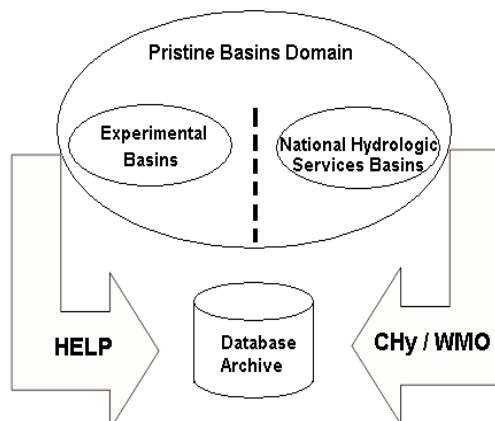 Pristine Basins Domain
Experimental
Basins
National Hydrologic
Services Basins
HELP
Database
Archive
CHy / WMO